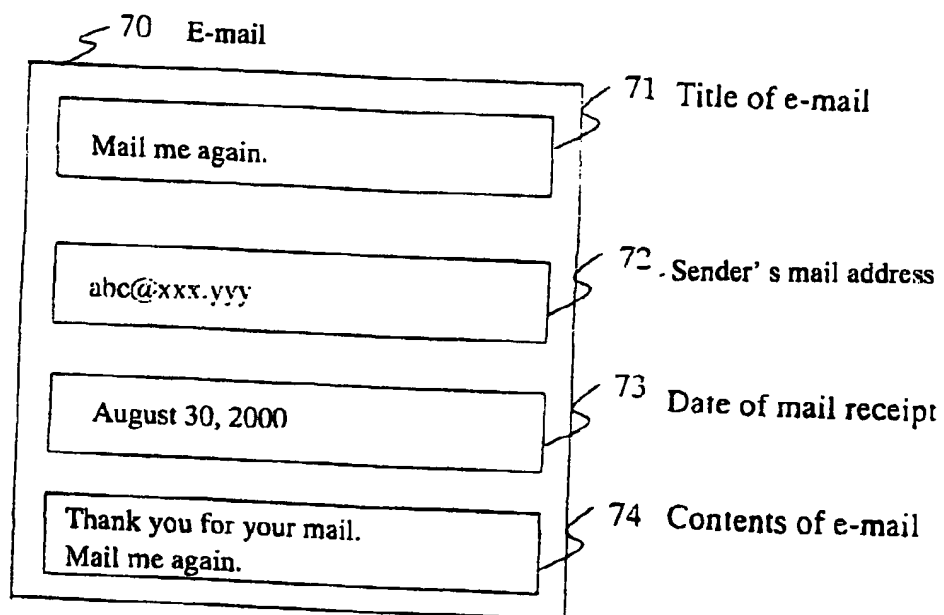 70 E-mail
71 Title of e-mail
Mail me again.
72 Sender's mail address
abc@xxx.yyy
73 Date of mail receipt
August 30, 2000
74 Contents of e-mail
Thank you for your mail.
Mail me again.